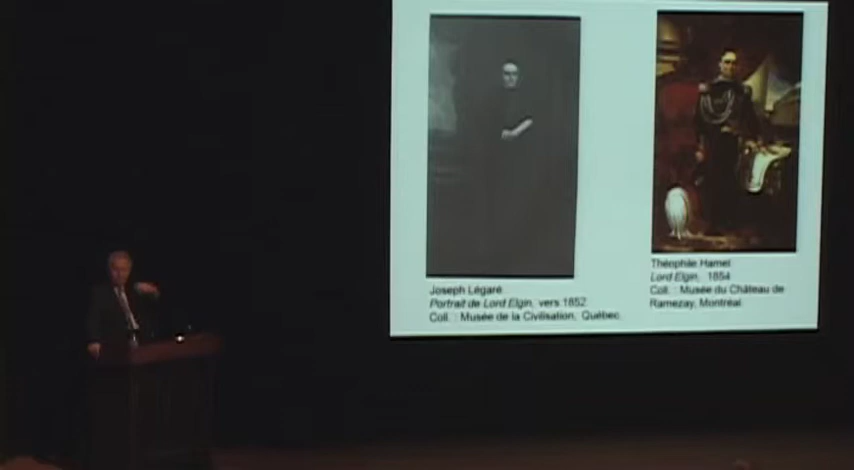 Joseph Légaré
Portrait de Lord Elgin, vers 1852
Coll. : Musée de la Civilisation, Québec
Théophile Hamel
Lord Elgin, 1854
Coll. : Musée du Château de
Ramezay, Montréal